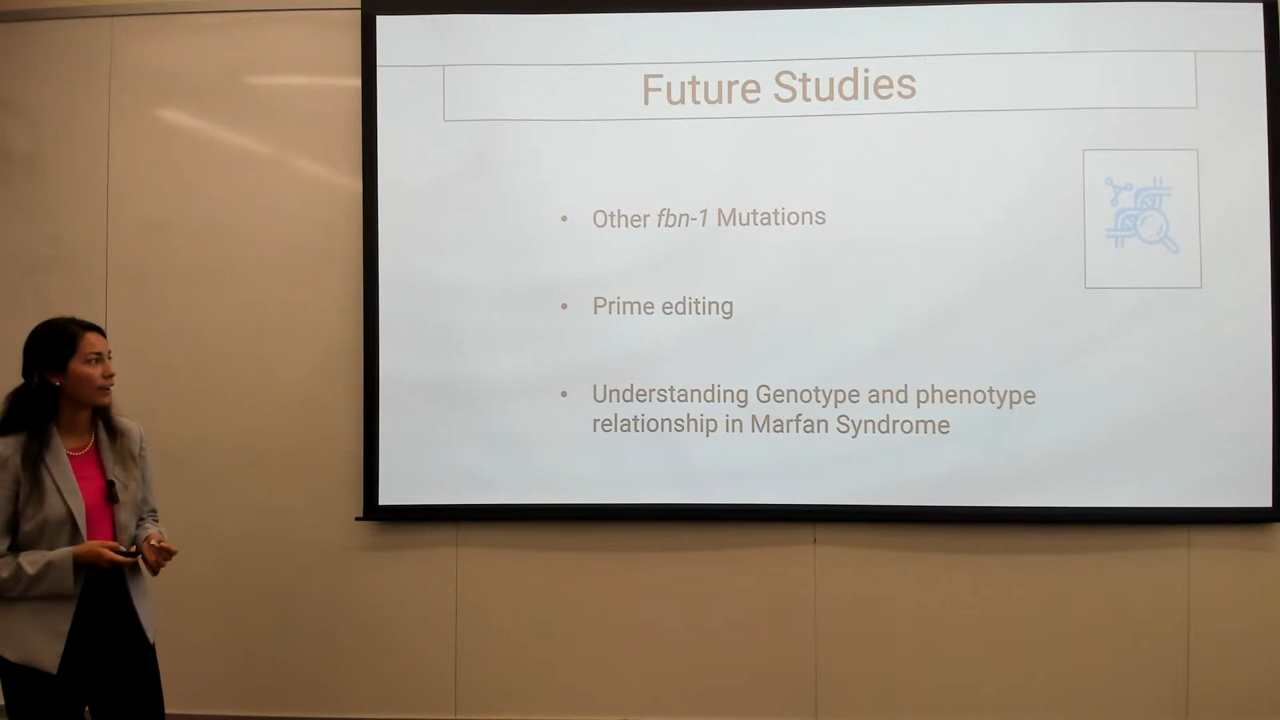 Future Studies
• Other fbn-1 Mutations
• Prime editing
• Understanding Genotype and phenotype
relationship in Marfan Syndrome